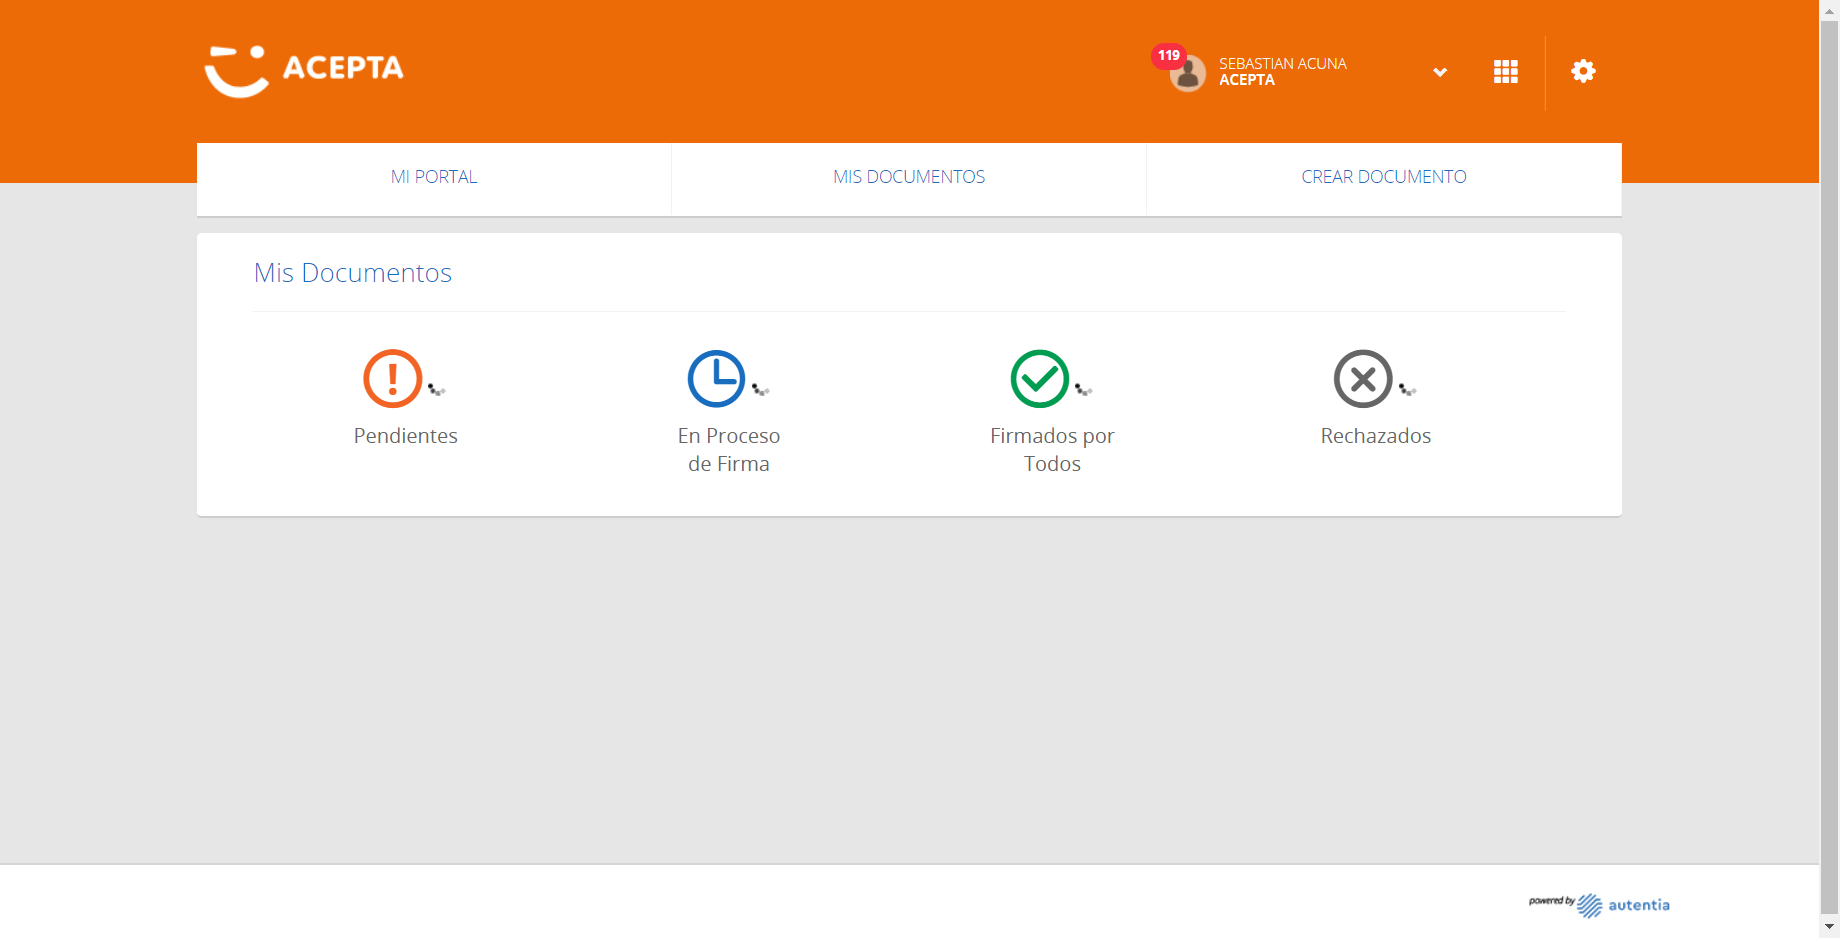 ACEPTA
119
SEBASTIAN ACUNA
ACEPTA
MI PORTAL
MIS DOCUMENTOS
CREAR DOCUMENTO
Mis Documentos
Pendientes
En Proceso
de Firma
Firmados por
Todos
Rechazados
powered by autentia